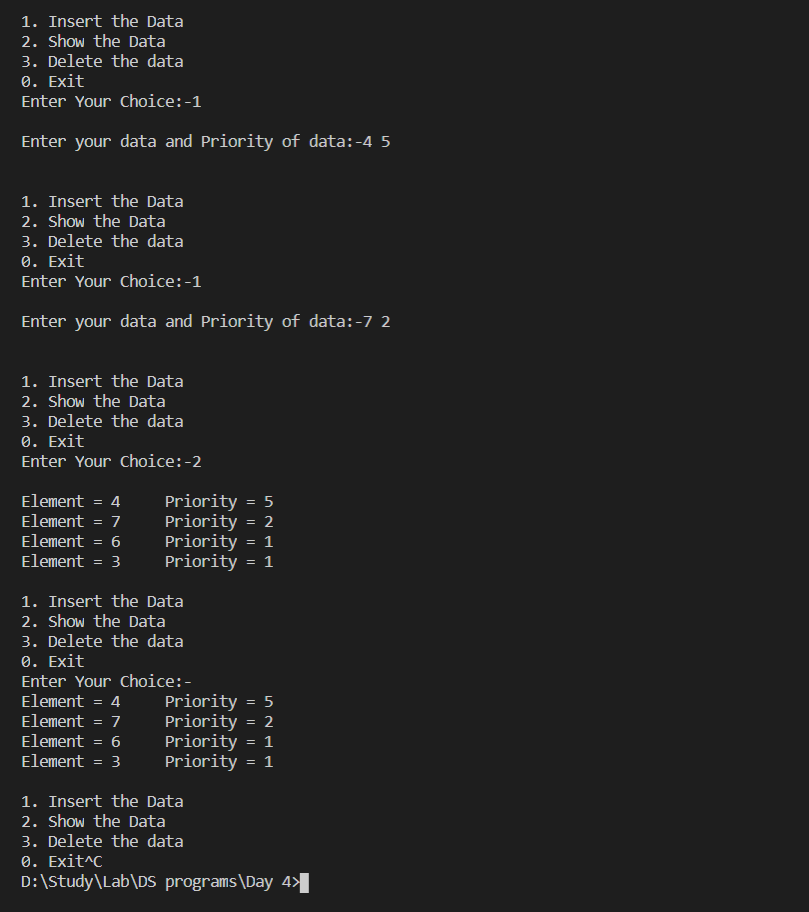 1. Insert the Data
2. Show the Data
3. Delete the data
0. Exit
Enter Your Choice:-1
Enter your data and Priority of data:-4 5
1. Insert the Data
2. Show the Data
3. Delete the data
0. Exit
Enter Your Choice:-1
Enter your data and Priority of data:-7 2
1. Insert the Data
2. Show the Data
3. Delete the data
0. Exit
Enter Your Choice:-2
Element = 4     Priority = 5
Element = 7     Priority = 2
Element = 6     Priority = 1
Element = 3     Priority = 1
1. Insert the Data
2. Show the Data
3. Delete the data
0. Exit
Enter Your Choice:-
Element = 4     Priority = 5
Element = 7     Priority = 2
Element = 6     Priority = 1
Element = 3     Priority = 1
1. Insert the Data
2. Show the Data
3. Delete the data
0. Exit^C
D:\Study\Lab\DS programs\Day 4>